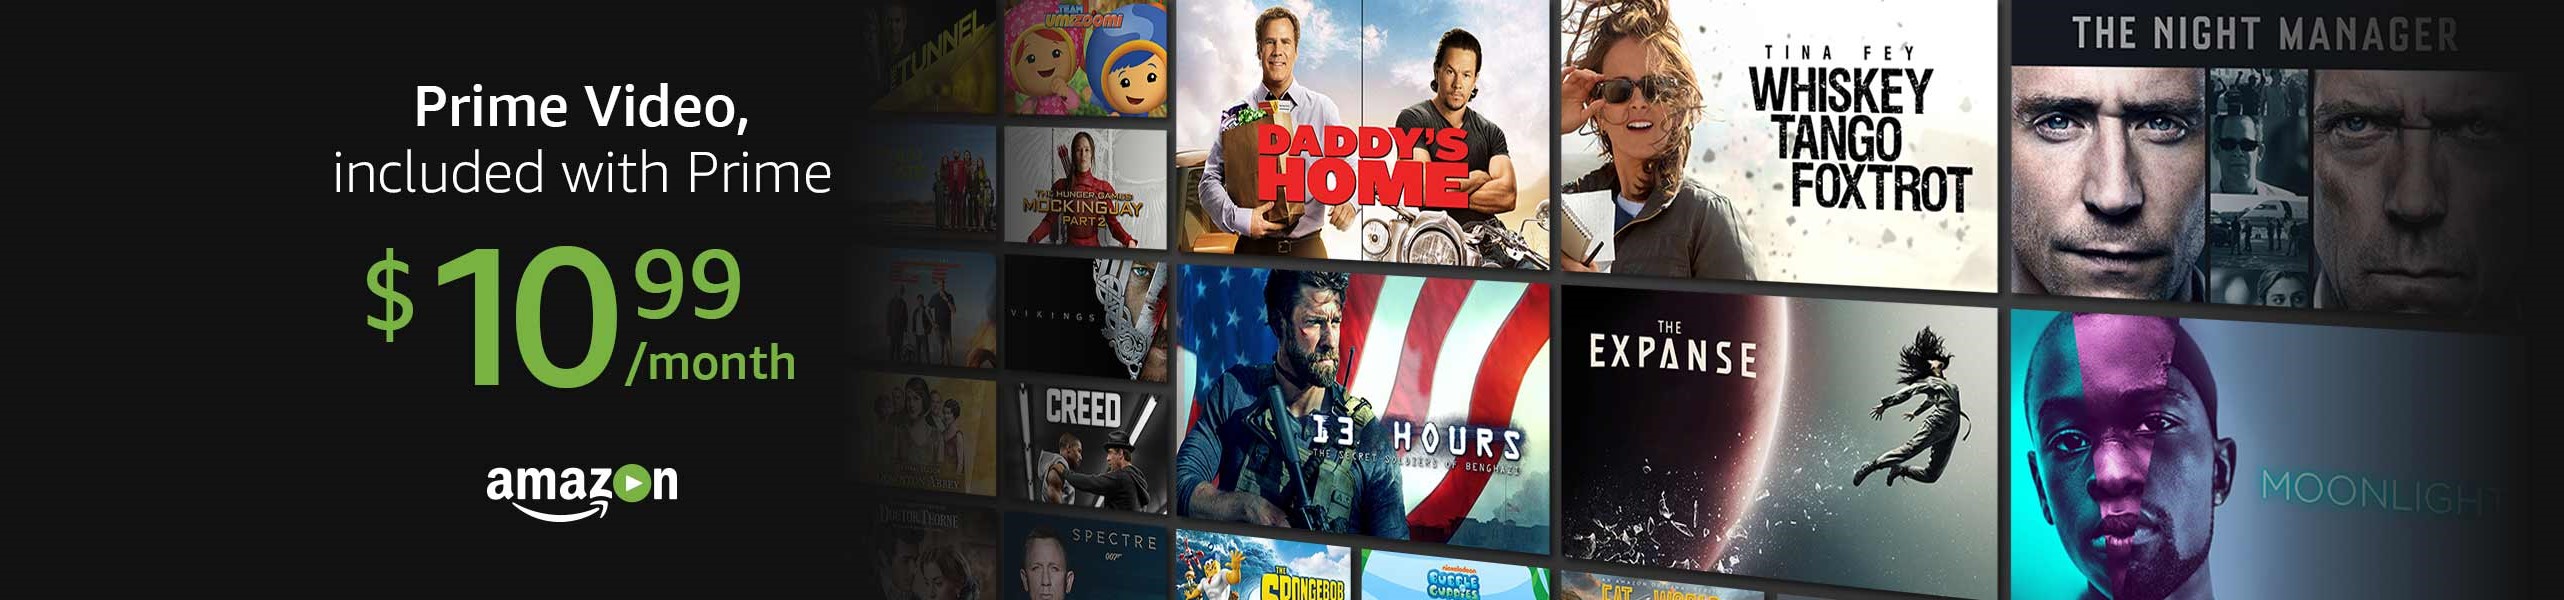 Prime Video,
included with Prime
$10 99
/month
amazon
TUNNEL
TEAM
UMIZOOMI
THE HUNGER GAMES
MOCKINGJAY
PART 2
VIKINGS
CREED
DOWNTON ABBEY
DOCTOR THORNE
SPECTRE
007
DADDY'S
HOME
13 HOURS
THE SECRET SOLDIERS OF BENGHAZI
THE
SPONGEBOB
nickelodeon
BUBBLE
GUPPIES
TINA FEY
WHISKEY
TANGO
FOXTROT
THE
EXPANSE
THE NIGHT MANAGER
MOONLIGHT